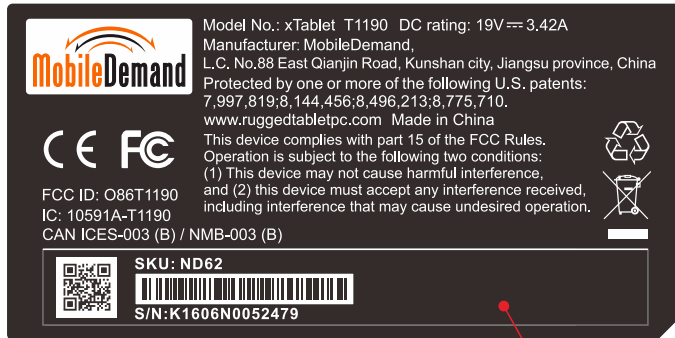 MobileDemand
Model No.: xTablet T1190 DC rating: 19V⎓3.42A
Manufacturer: MobileDemand,
L.C. No.88 East Qianjin Road, Kunshan city, Jiangsu province, China
Protected by one or more of the following U.S. patents:
7,997,819;8,144,456;8,496,213;8,775,710.
www.ruggedtabletpc.com Made in China
This device complies with part 15 of the FCC Rules.
Operation is subject to the following two conditions:
(1) This device may not cause harmful interference,
and (2) this device must accept any interference received,
including interference that may cause undesired operation.
CE FC
FCC ID: O86T1190
IC: 10591A-T1190
CAN ICES-003 (B) / NMB-003 (B)
SKU: ND62
S/N:K1606N0052479